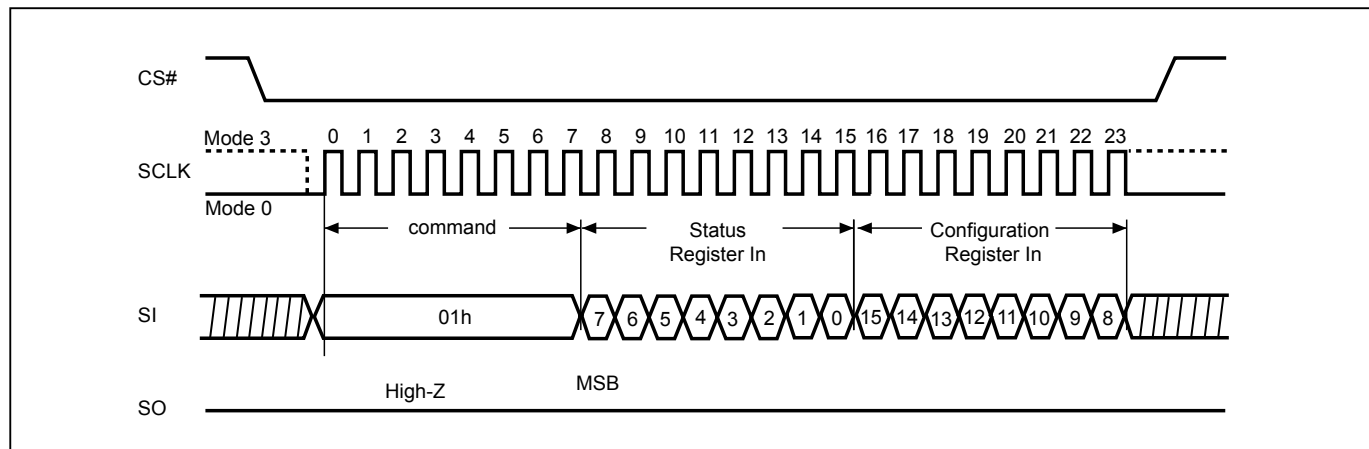 CS#
Mode 3
0 1 2 3 4 5 6 7 8 9 10 11 12 13 14 15 16 17 18 19 20 21 22 23
SCLK
Mode 0
command Status Configuration
Register In Register In
SI 01h 7 6 5 4 3 2 1 0 15 14 13 12 11 10 9 8
High-Z MSB
SO